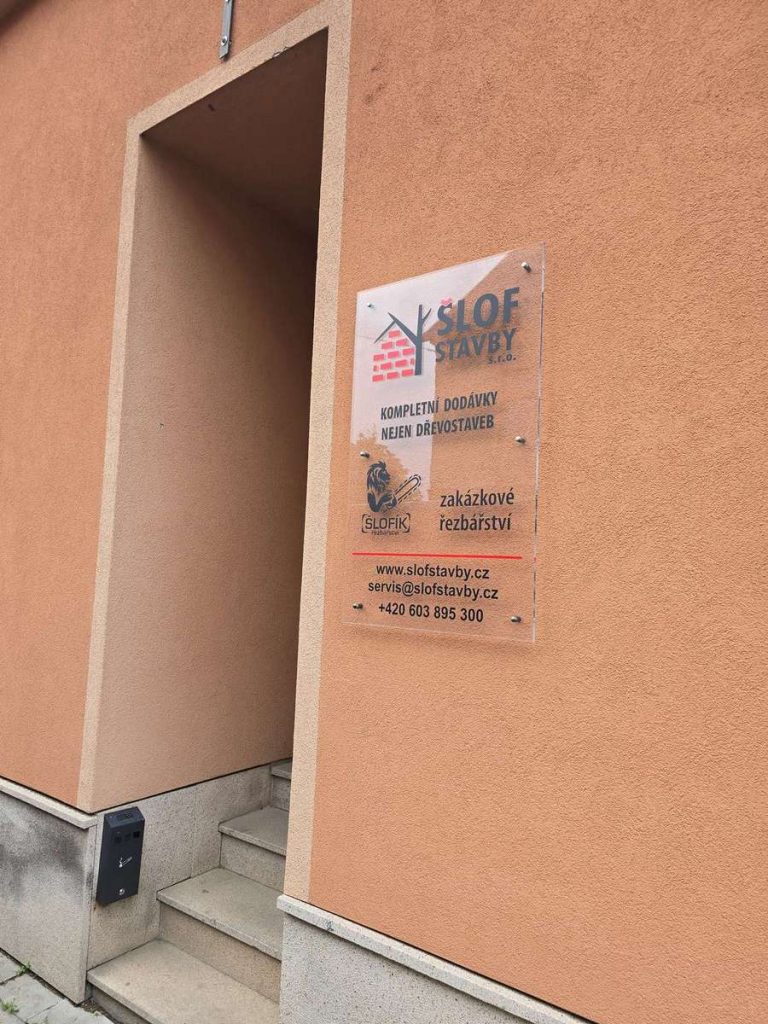 ŠLOF
STAVBY
s.r.o.
KOMPLETNÍ DODÁVKY
NEJEN DŘEVOSTAVEB
ŠLOFÍK
řezbářství
zakázkové
řezbářství
www.slofstavby.cz
servis@slofstavby.cz
+420 603 895 300